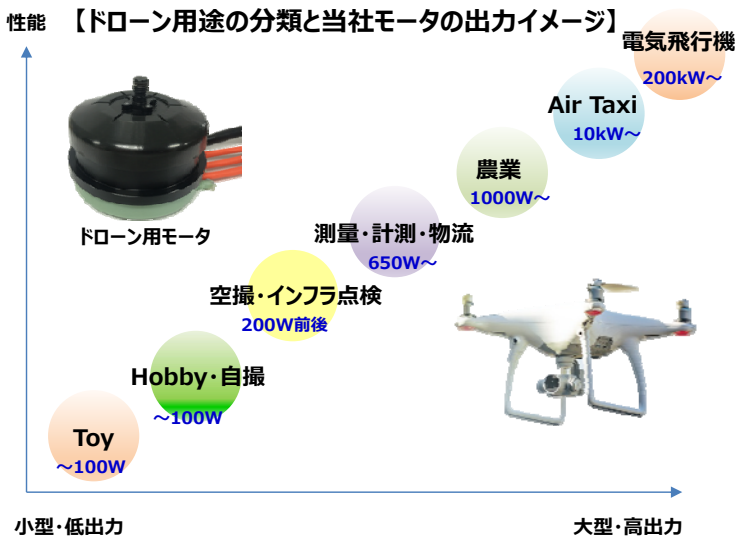 性能
【ドローン用途の分類と当社モータの出力イメージ】
電気飛行機
200kW～
Air Taxi
10kW～
農業
1000W～
ドローン用モータ
測量・計測・物流
650W～
空撮・インフラ点検
200W前後
Hobby・自撮
～100W
Toy
～100W
小型・低出力
大型・高出力